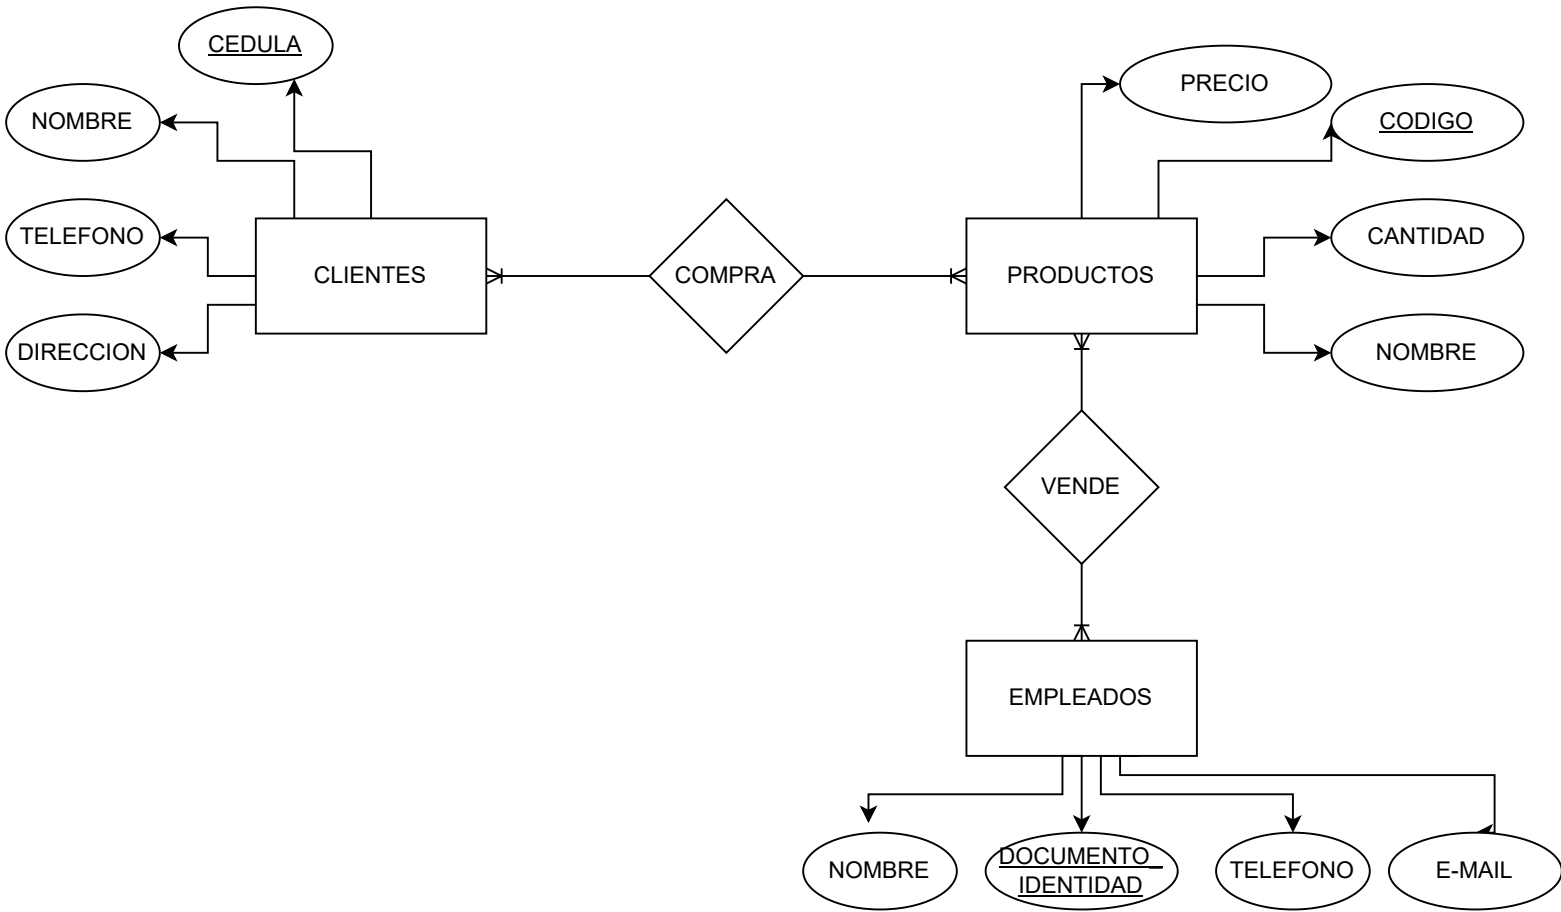 CEDULA
PRECIO
NOMBRE
CODIGO
TELEFONO
CANTIDAD
CLIENTES
COMPRA
PRODUCTOS
DIRECCION
NOMBRE
VENDE
EMPLEADOS
NOMBRE
DOCUMENTO_
IDENTIDAD
TELEFONO
E-MAIL